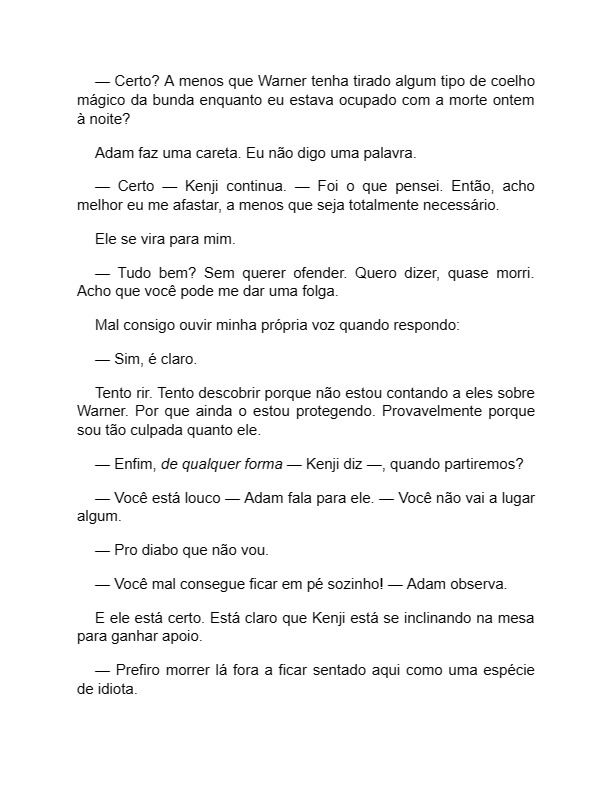 — Certo? A menos que Warner tenha tirado algum tipo de coelho
mágico da bunda enquanto eu estava ocupado com a morte ontem
à noite?
Adam faz uma careta. Eu não digo uma palavra.
— Certo — Kenji continua. — Foi o que pensei. Então, acho
melhor eu me afastar, a menos que seja totalmente necessário.
Ele se vira para mim.
— Tudo bem? Sem querer ofender. Quero dizer, quase morri.
Acho que você pode me dar uma folga.
Mal consigo ouvir minha própria voz quando respondo:
— Sim, é claro.
Tento rir. Tento descobrir porque não estou contando a eles sobre
Warner. Por que ainda o estou protegendo. Provavelmente porque
sou tão culpada quanto ele.
— Enfim, de qualquer forma — Kenji diz —, quando partiremos?
— Você está louco — Adam fala para ele. — Você não vai a lugar
algum.
— Pro diabo que não vou.
— Você mal consegue ficar em pé sozinho! — Adam observa.
E ele está certo. Está claro que Kenji está se inclinando na mesa
para ganhar apoio.
— Prefiro morrer lá fora a ficar sentado aqui como uma espécie
de idiota.